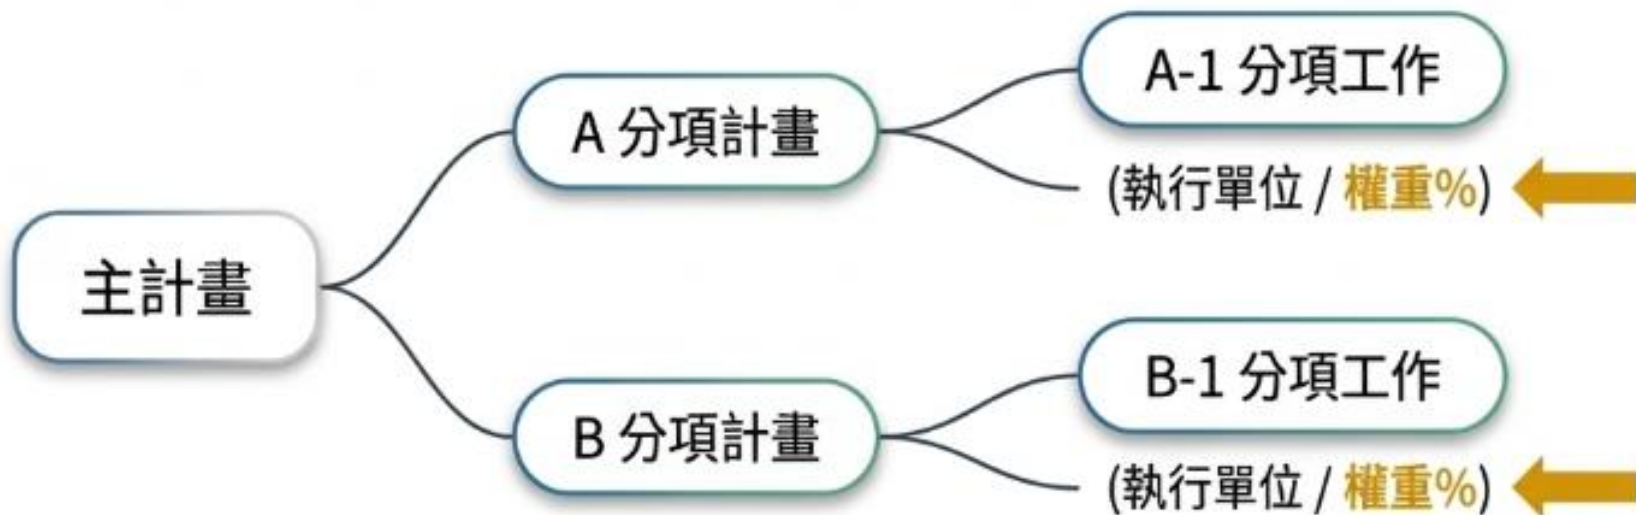 主計畫
A 分項計畫
A-1 分項工作
(執行單位 / 權重%)
B 分項計畫
B-1 分項工作
(執行單位 / 權重%)